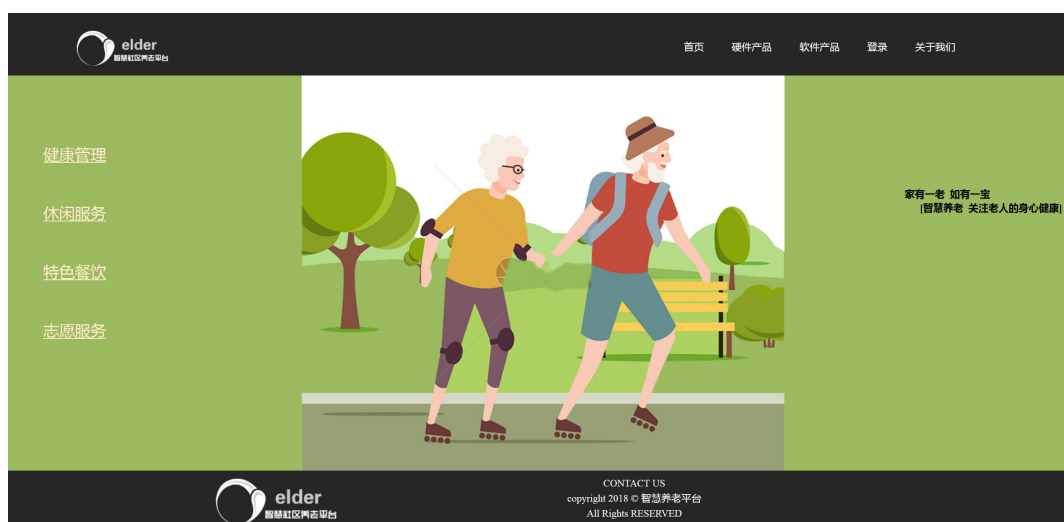 elder
智慧社区养老平台
首页 硬件产品 软件产品 登录 关于我们
健康管理
休闲服务
特色餐饮
志愿服务
家有一老 如有一宝
[智慧养老 关注老人的身心健康]
elder
智慧社区养老平台
CONTACT US
copyright 2018 © 智慧养老平台
All Rights RESERVED